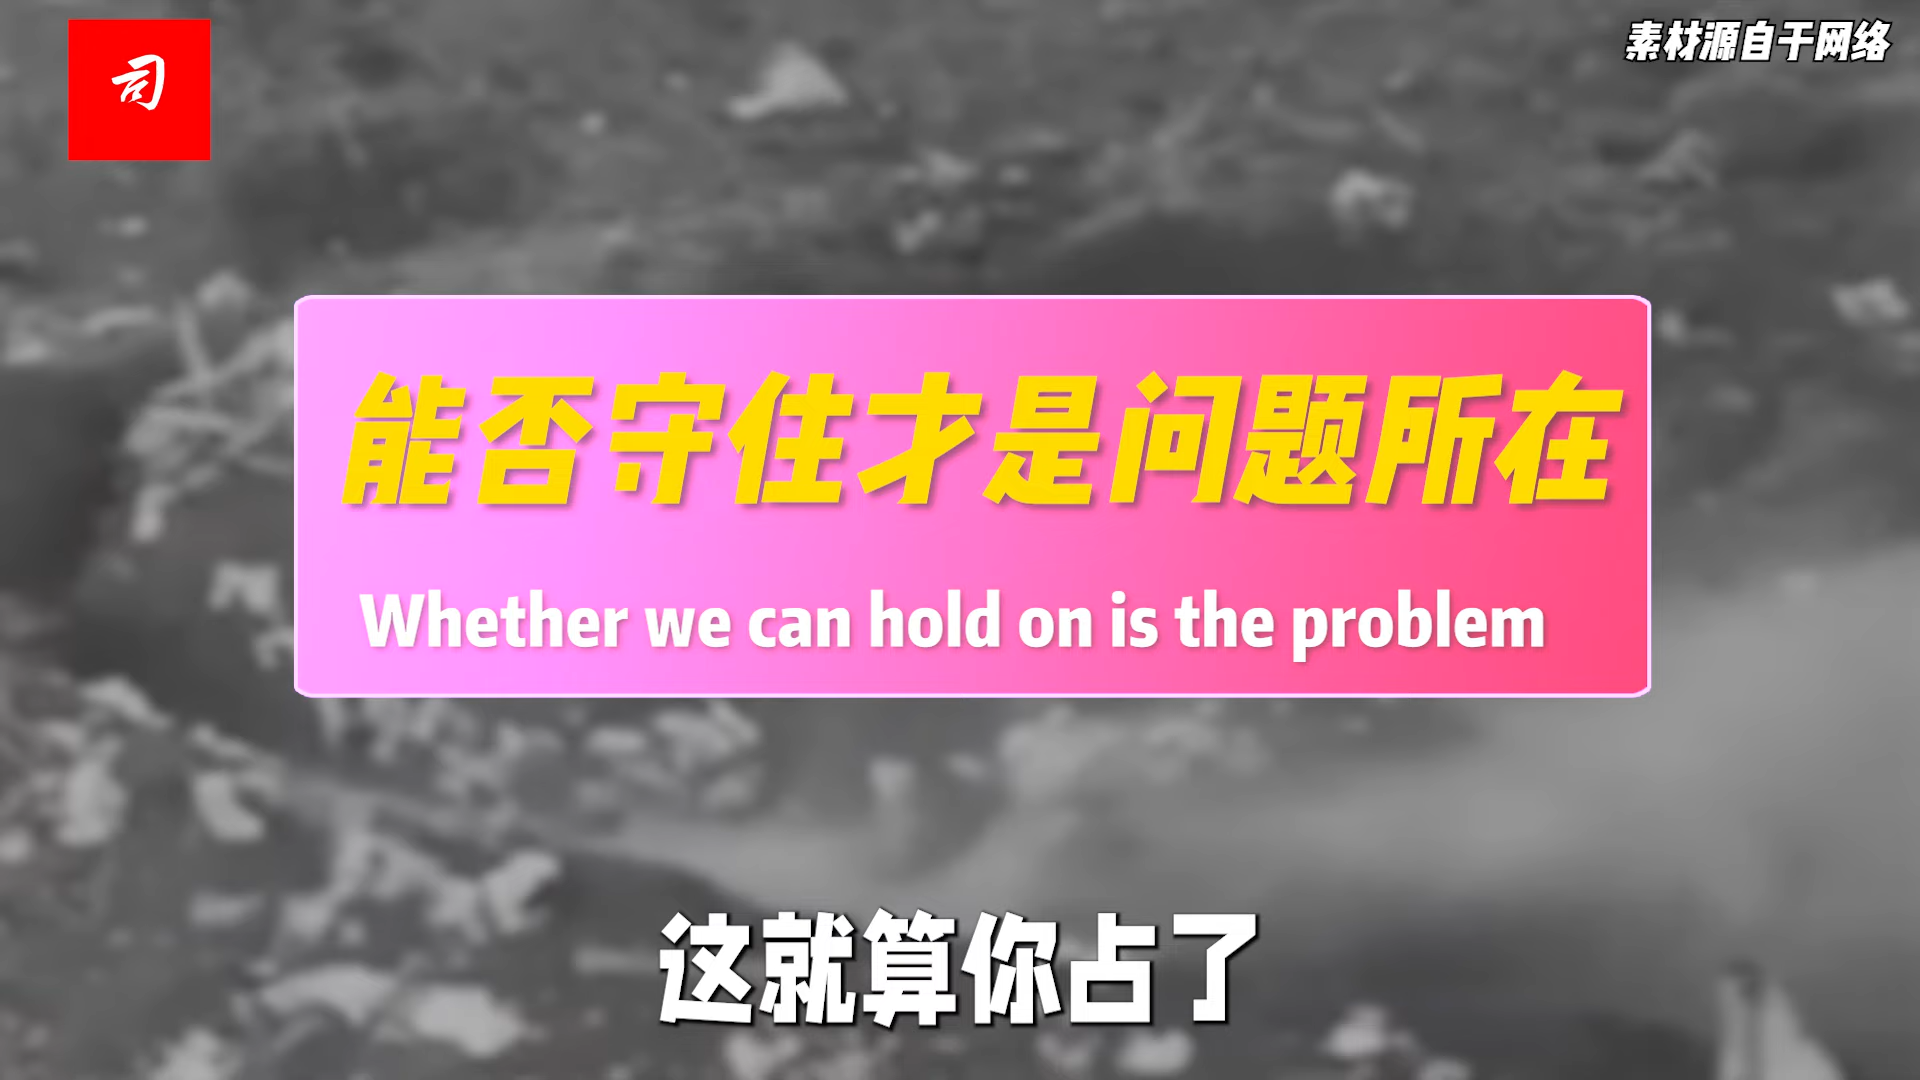 司
素材源自于网络
能否守住才是问题所在
Whether we can hold on is the problem
这就算你占了